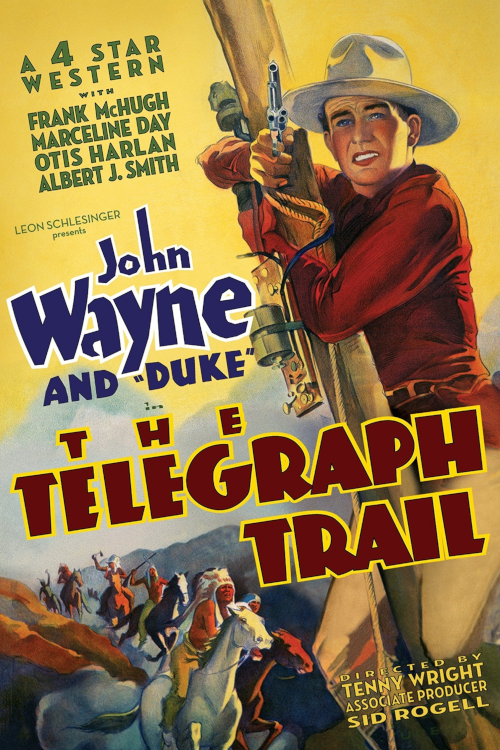 A 4 STAR
WESTERN
WITH
FRANK McHUGH
MARCELINE DAY
OTIS HARLAN
ALBERT J. SMITH
LEON SCHLESINGER
presents
John
Wayne
AND "DUKE"
in
THE
TELEGRAPH
TRAIL
DIRECTED BY
TENNY WRIGHT
ASSOCIATE PRODUCER
SID ROGELL